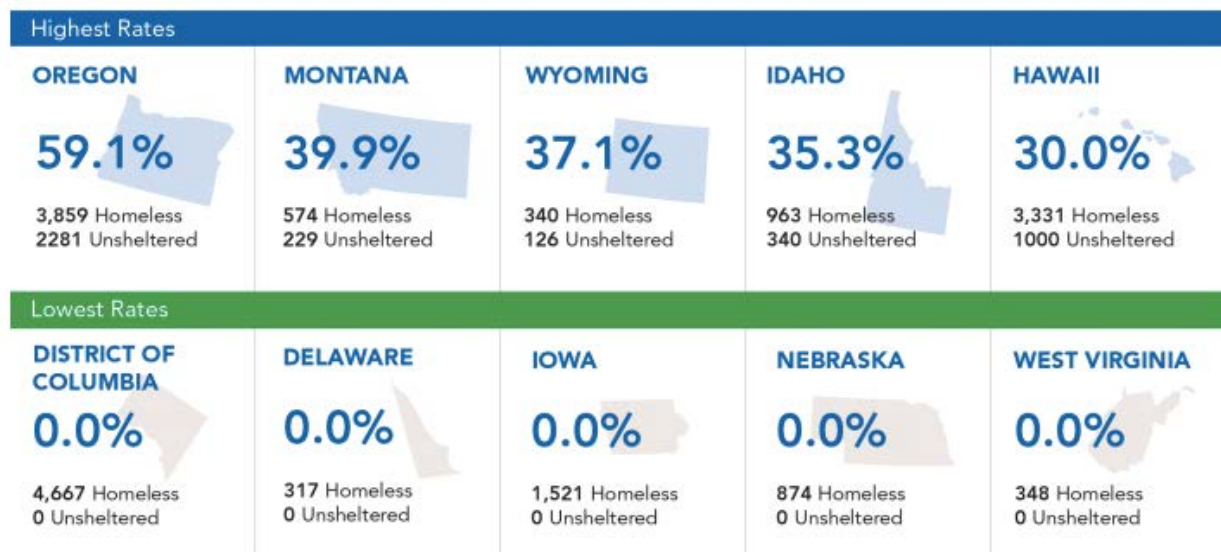 Highest Rates
OREGON
59.1%
3,859 Homeless
2281 Unsheltered
MONTANA
39.9%
574 Homeless
229 Unsheltered
WYOMING
37.1%
340 Homeless
126 Unsheltered
IDAHO
35.3%
963 Homeless
340 Unsheltered
HAWAII
30.0%
3,331 Homeless
1000 Unsheltered
Lowest Rates
DISTRICT OF
COLUMBIA
0.0%
4,667 Homeless
0 Unsheltered
DELAWARE
0.0%
317 Homeless
0 Unsheltered
IOWA
0.0%
1,521 Homeless
0 Unsheltered
NEBRASKA
0.0%
874 Homeless
0 Unsheltered
WEST VIRGINIA
0.0%
348 Homeless
0 Unsheltered